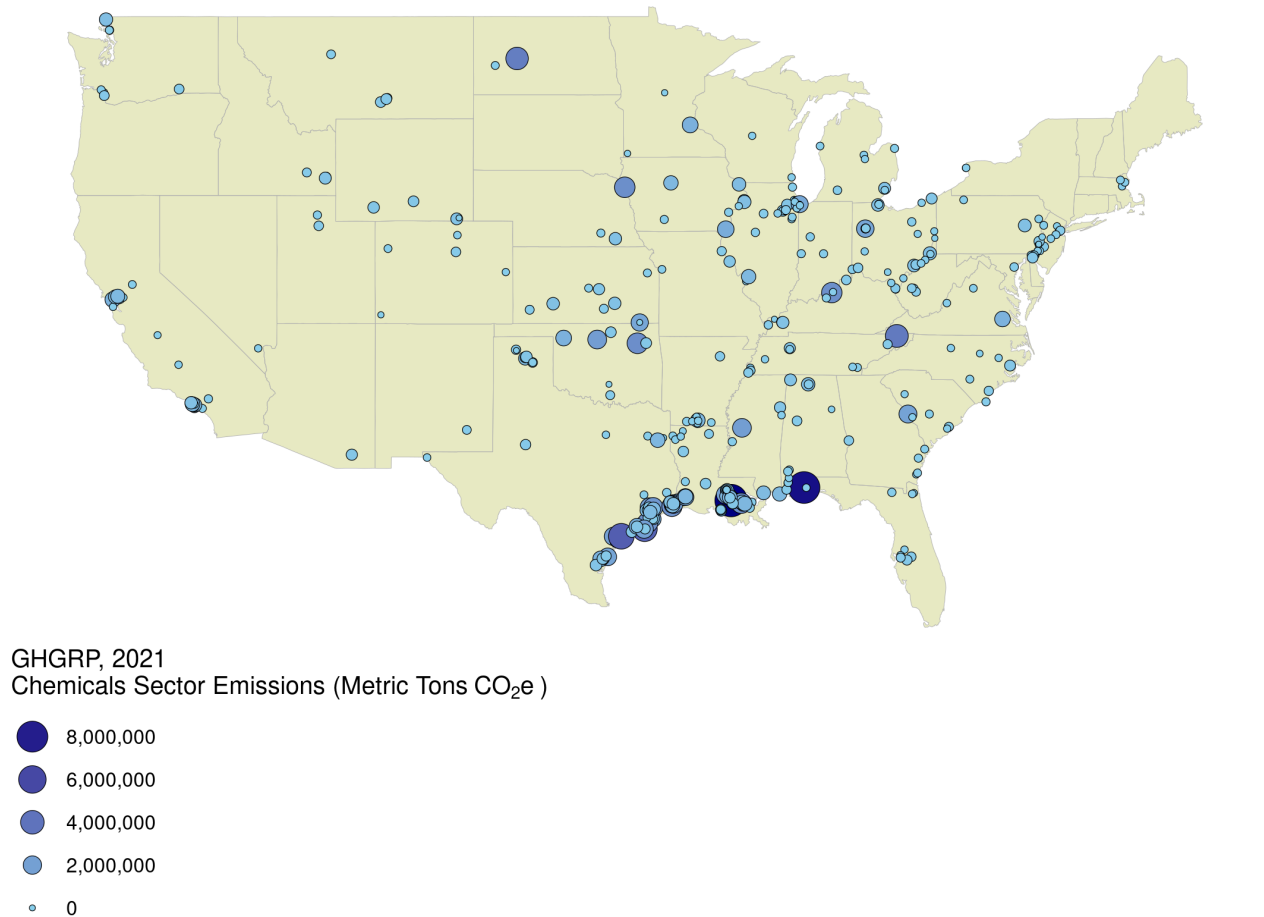 GHGRP, 2021
Chemicals Sector Emissions (Metric Tons CO₂e )
8,000,000
6,000,000
4,000,000
2,000,000
0